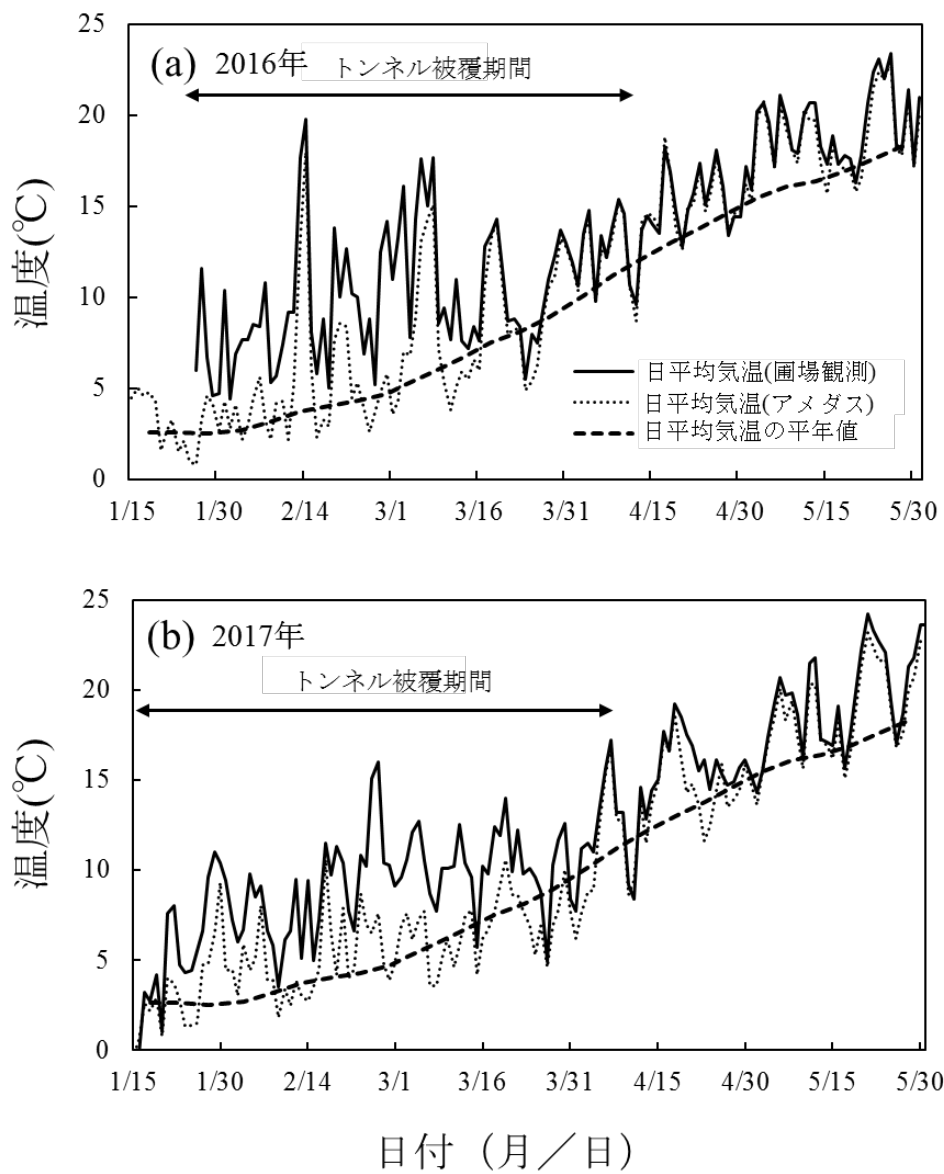 (a) 2016年 トンネル被覆期間
温度(℃)
25
20
15
10
5
0
日平均気温(圃場観測)
日平均気温(アメダス)
日平均気温の平年値
1/15 1/30 2/14 3/1 3/16 3/31 4/15 4/30 5/15 5/30
(b) 2017年
トンネル被覆期間
温度(℃)
25
20
15
10
5
0
1/15 1/30 2/14 3/1 3/16 3/31 4/15 4/30 5/15 5/30
日付（月／日）